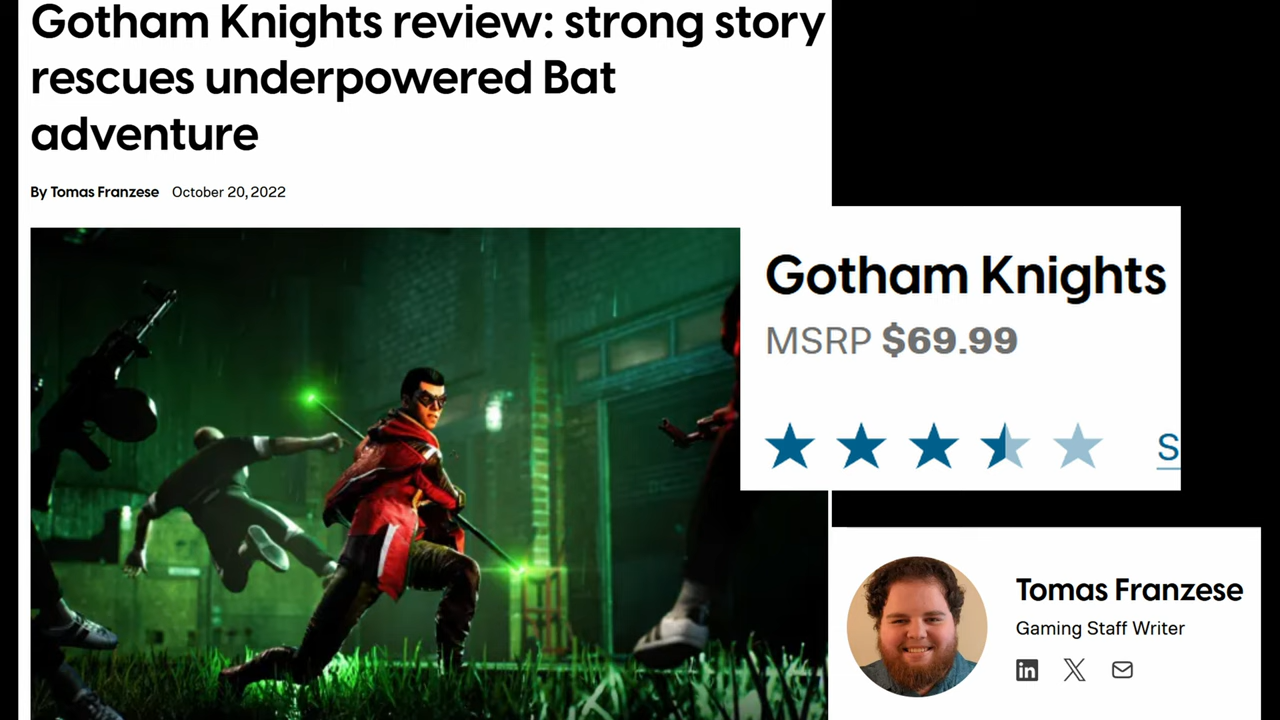 Gotham Knights review: strong story
rescues underpowered Bat
adventure
By Tomas Franzese October 20, 2022
Gotham Knights
MSRP $69.99
S
Tomas Franzese
Gaming Staff Writer